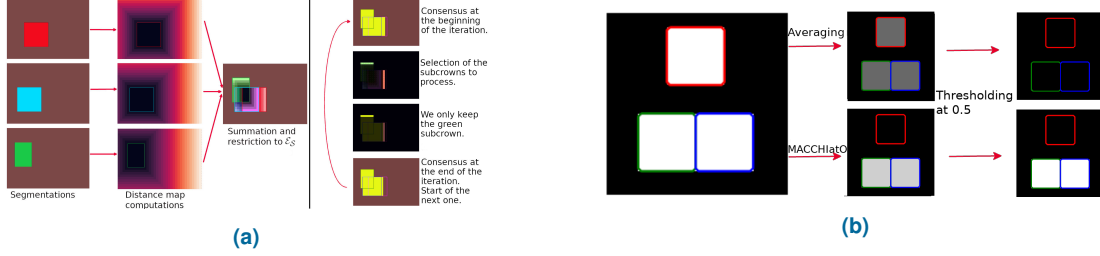 Segmentations
Distance map
computations
Summation and
restriction to ℰ_𝒮
Consensus at
the beginning
of the iteration.
Selection of the
subcrowns to
process.
We only keep
the green
subcrown.
Consensus at
the end of the
iteration.
Start of the
next one.
(a)
Averaging
MACCHIatO
Thresholding
at 0.5
(b)